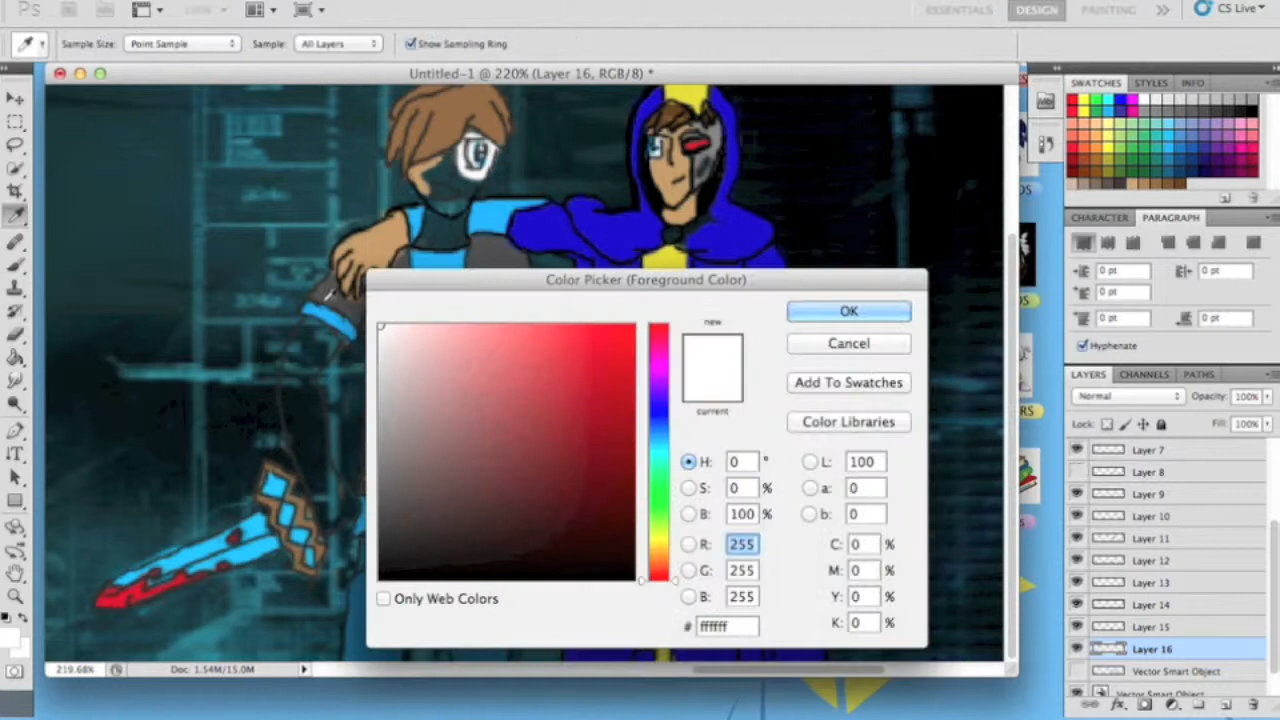 Ps 100% ESSENTIALS DESIGN PAINTING CS Live
Sample Size: Point Sample Sample: All Layers Show Sampling Ring
Untitled-1 @ 220% (Layer 16, RGB/8) *
SWATCHES STYLES INFO
CHARACTER PARAGRAPH
0 pt 0 pt
0 pt
0 pt 0 pt
Hyphenate
Color Picker (Foreground Color)
new
current
OK
Cancel
Add To Swatches
Color Libraries
H: 0 ° L: 100
S: 0 % a: 0
B: 100 % b: 0
R: 255 C: 0 %
G: 255 M: 0 %
B: 255 Y: 0 %
# ffffff K: 0 %
Only Web Colors
LAYERS CHANNELS PATHS
Normal Opacity: 100%
Lock: Fill: 100%
Layer 7
Layer 8
Layer 9
Layer 10
Layer 11
Layer 12
Layer 13
Layer 14
Layer 15
Layer 16
Vector Smart Object
Vector Smart Object
219.68% Doc: 1.54M/15.0M